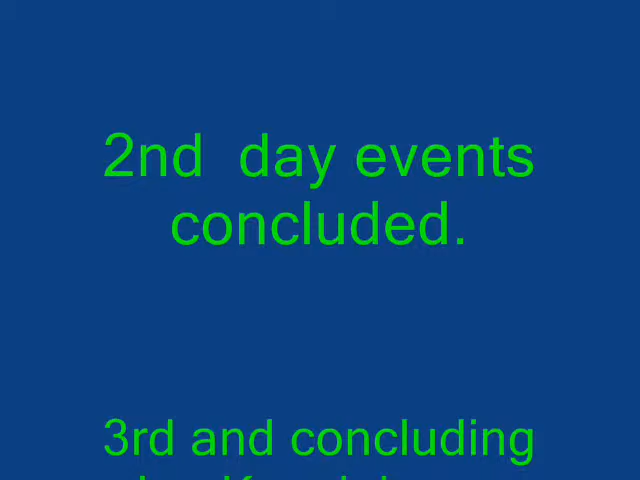 2nd  day events
concluded.
3rd and concluding